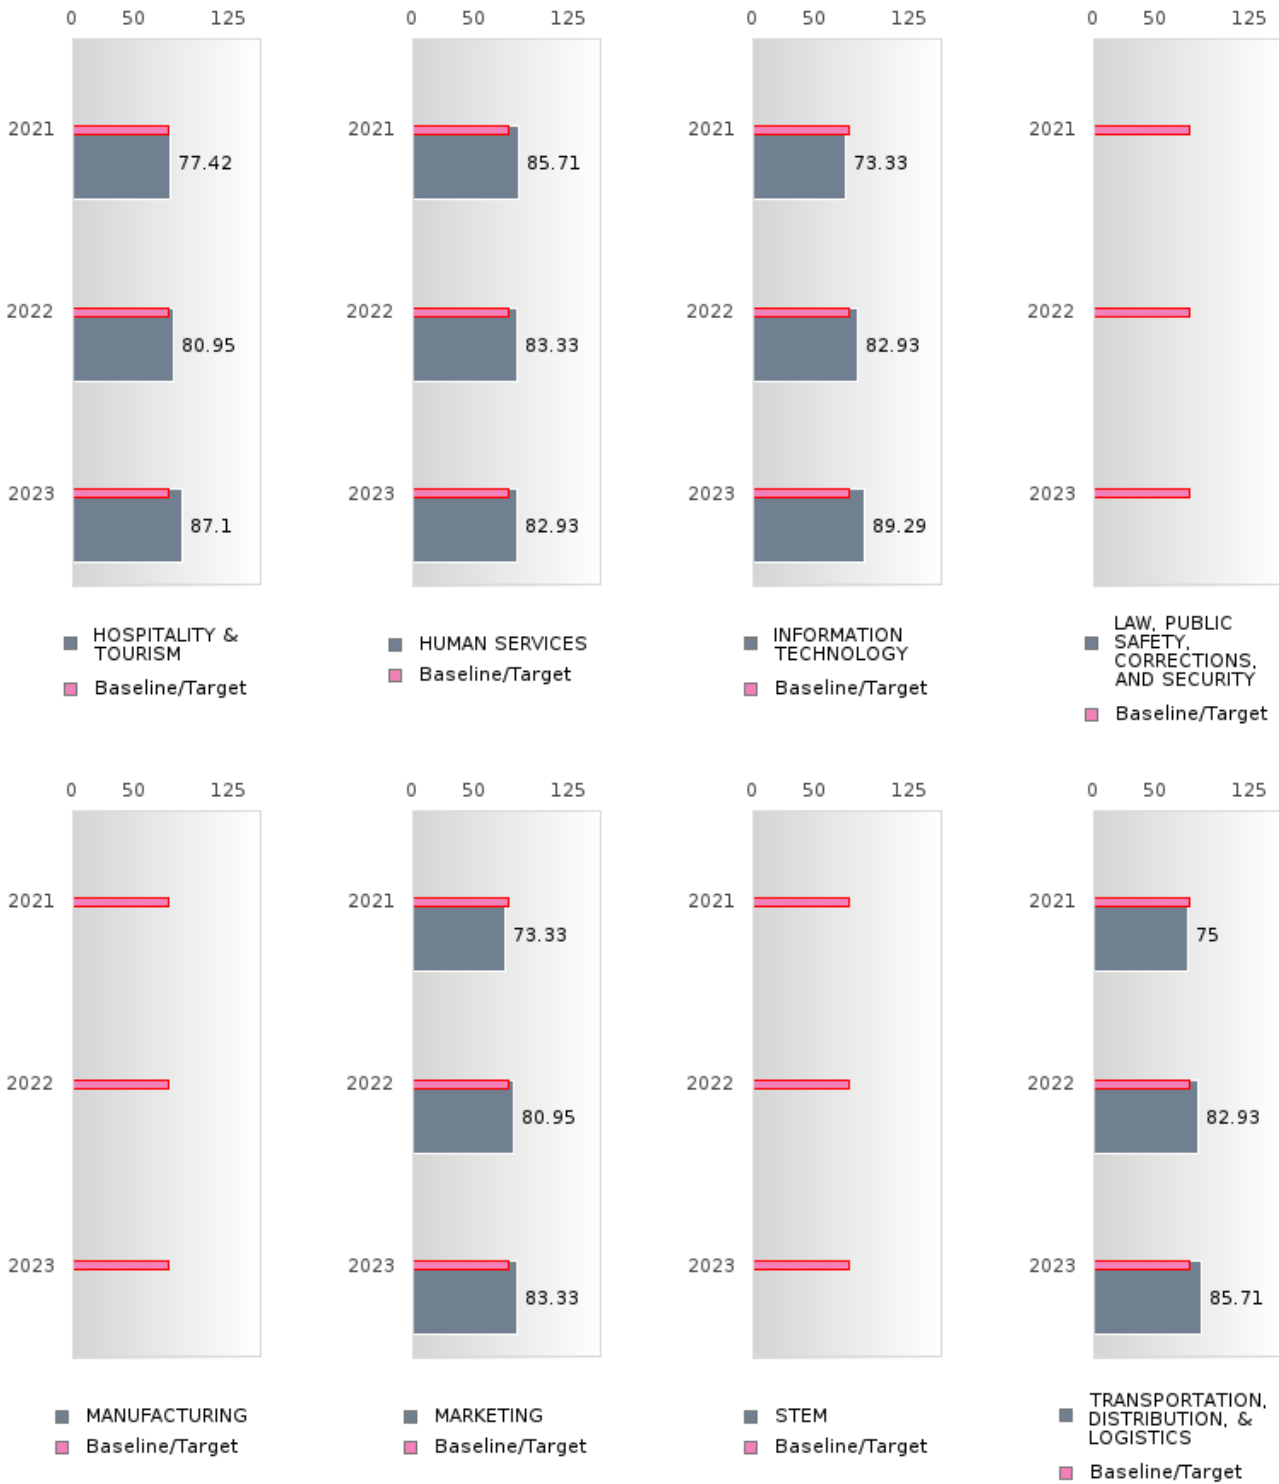 0 50 125
0 50 125
0 50 125
0 50 125
2021
77.42
2022
80.95
2023
87.1
HOSPITALITY &
TOURISM
Baseline/Target
2021
85.71
2022
83.33
2023
82.93
HUMAN SERVICES
Baseline/Target
2021
73.33
2022
82.93
2023
89.29
INFORMATION
TECHNOLOGY
Baseline/Target
2021
2022
2023
LAW, PUBLIC
SAFETY,
CORRECTIONS,
AND SECURITY
Baseline/Target
0 50 125
0 50 125
0 50 125
0 50 125
2021
2022
2023
MANUFACTURING
Baseline/Target
2021
73.33
2022
80.95
2023
83.33
MARKETING
Baseline/Target
2021
2022
2023
STEM
Baseline/Target
2021
75
2022
82.93
2023
85.71
TRANSPORTATION,
DISTRIBUTION, &
LOGISTICS
Baseline/Target